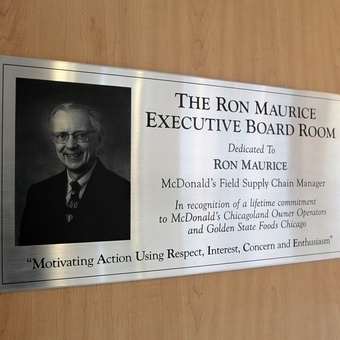 THE RON MAURICE
EXECUTIVE BOARD ROOM
Dedicated To
RON MAURICE
McDonald's Field Supply Chain Manager
In recognition of a lifetime commitment
to McDonald's Chicagoland Owner Operators
and Golden State Foods Chicago
"Motivating Action Using Respect, Interest, Concern and Enthusiasm"